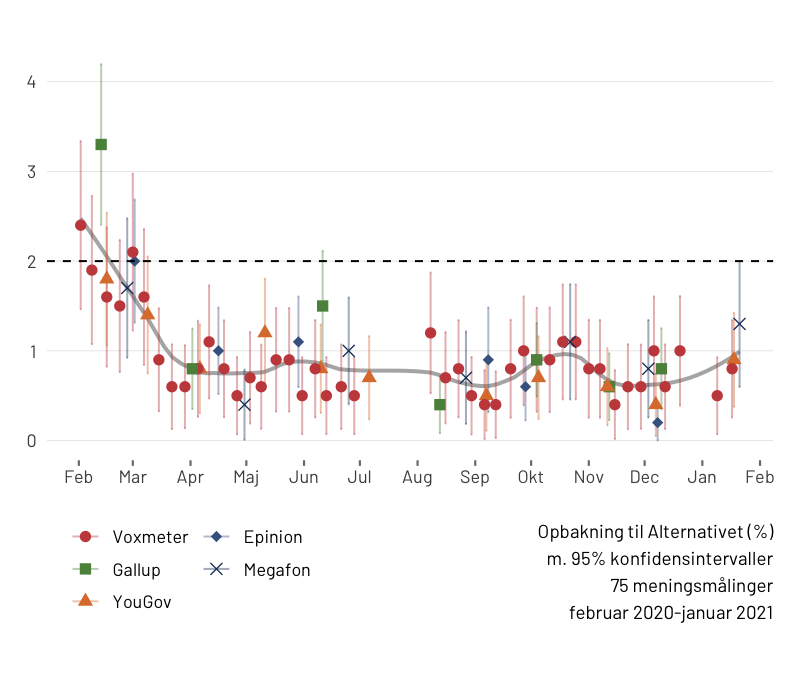 4
3
2
1
0
Feb Mar Apr Maj Jun Jul Aug Sep Okt Nov Dec Jan Feb
Voxmeter Epinion
Gallup Megafon
YouGov
Opbakning til Alternativet (%)
m. 95% konfidensintervaller
75 meningsmålinger
februar 2020-januar 2021